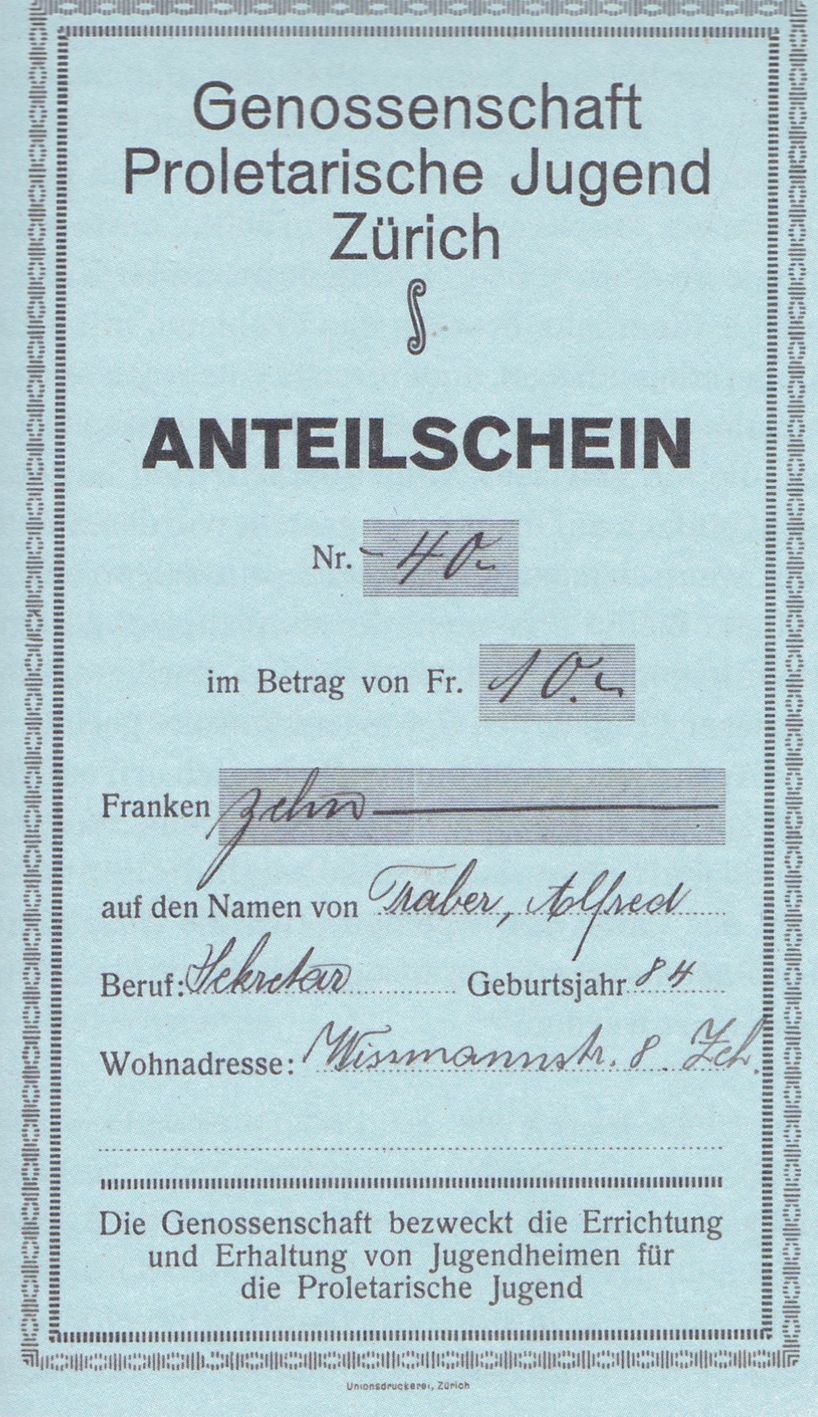 Genossenschaft
Proletarische Jugend
Zürich
ANTEILSCHEIN
Nr. - 40.-
im Betrag von Fr. 10.-
Franken zehn
auf den Namen von Traber, Alfred
Beruf: Sekretär Geburtsjahr 84
Wohnadresse: Wissmannstr. 8. Zch.
Die Genossenschaft bezweckt die Errichtung
und Erhaltung von Jugendheimen für
die Proletarische Jugend
Unionsdruckerei, Zürich